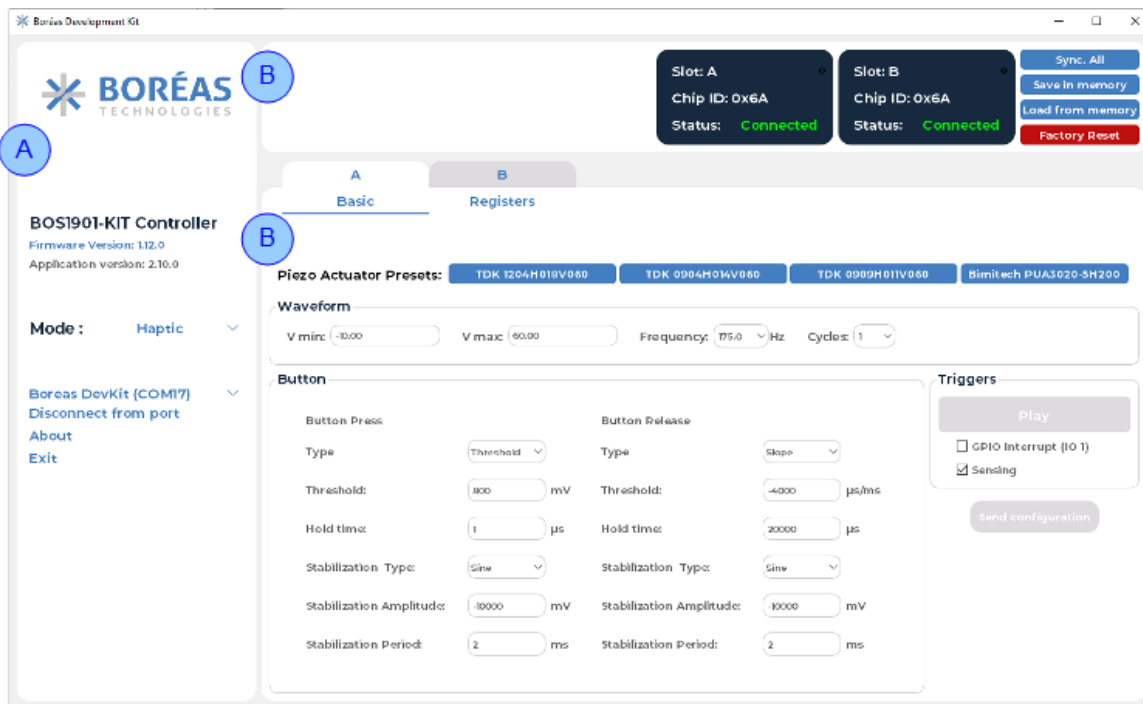 Boréas Development Kit
B
Slot: A
Chip ID: 0x6A
Status: Connected
Slot: B
Chip ID: 0x6A
Status: Connected
Sync. All
Save in memory
Load from memory
Factory Reset
BORÉAS
TECHNOLOGIES
A
BOS1901-KIT Controller
Firmware Version: 1.12.0
Application version: 2.10.0
Mode : Haptic
Boreas DevKit (COM17)
Disconnect from port
About
Exit
A B
Basic Registers
B
Piezo Actuator Presets: TDK 1204H018V060 TDK 0904H014V060 TDK 0909H011V060 Bimitech PUA3020-5H200
Waveform
V min: -10.00 V max: 60.00 Frequency: 175.0 Hz Cycles: 1
Button
Button Press Button Release
Type Threshold Type Slope
Threshold: 800 mV Threshold: -4000 µs/ms
Hold time: 1 µs Hold time: 20000 µs
Stabilization Type: Sine Stabilization Type: Sine
Stabilization Amplitude: -10000 mV Stabilization Amplitude: -10000 mV
Stabilization Period: 2 ms Stabilization Period: 2 ms
Triggers
Play
GPIO Interrupt (IO 1)
Sensing
Send configuration